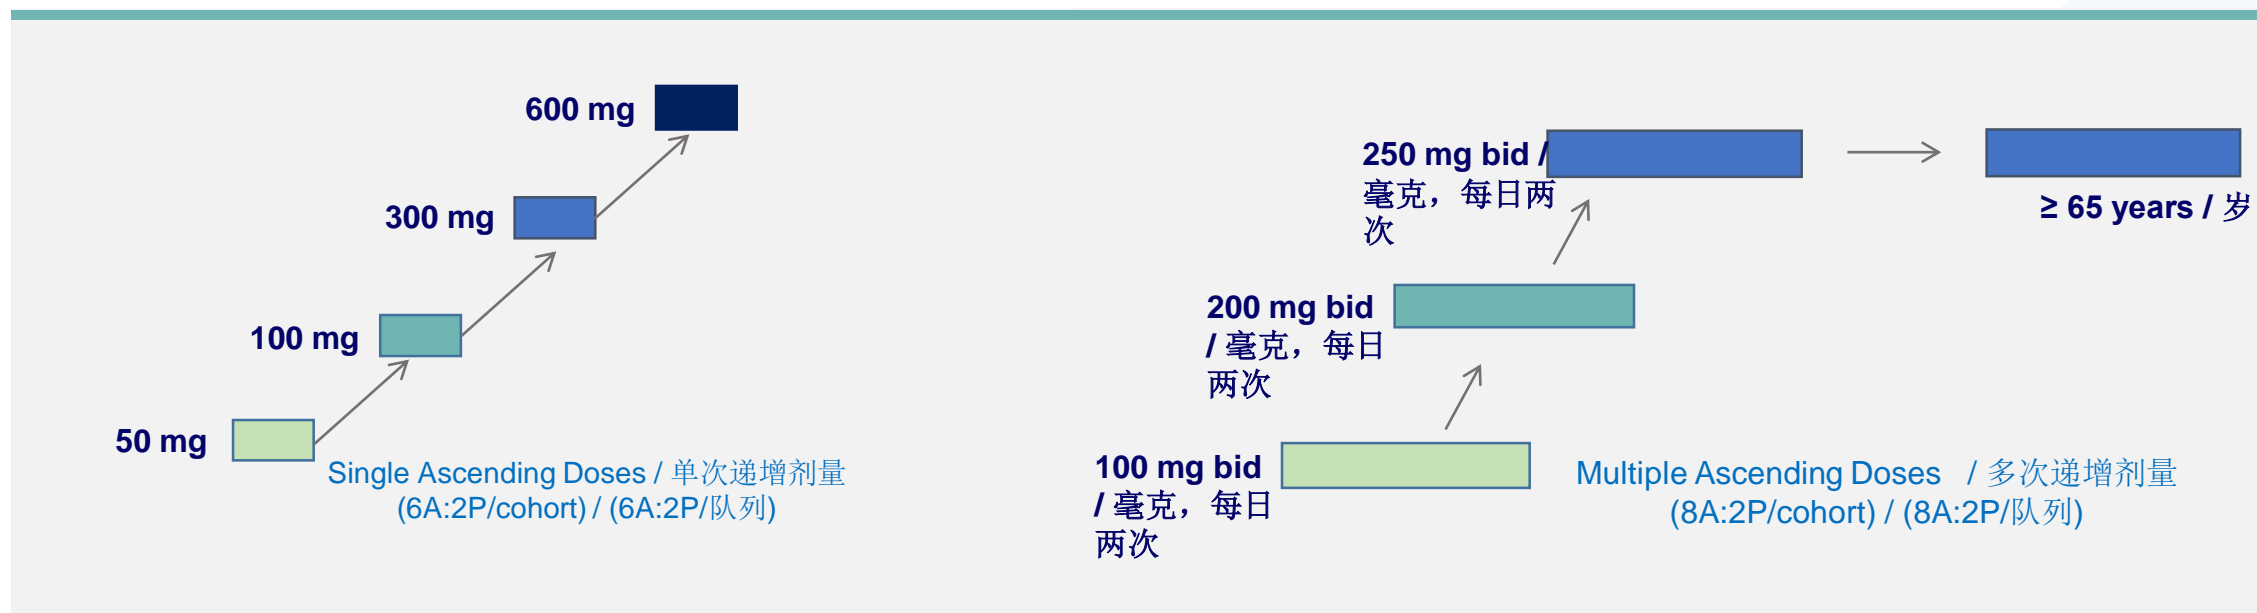 600 mg
300 mg
100 mg
50 mg
Single Ascending Doses / 单次递增剂量
(6A:2P/cohort) / (6A:2P/队列)
250 mg bid /
毫克，每日两
次
≥ 65 years / 岁
200 mg bid
/ 毫克，每日
两次
100 mg bid
/ 毫克，每日
两次
Multiple Ascending Doses / 多次递增剂量
(8A:2P/cohort) / (8A:2P/队列)